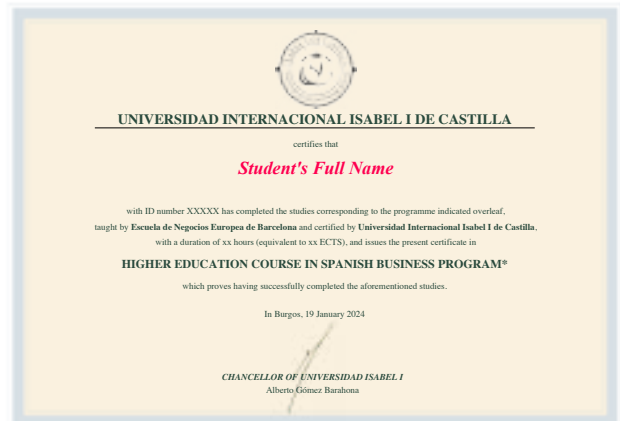 UNIVERSIDAD INTERNACIONAL ISABEL I DE CASTILLA
certifies that
Student's Full Name
with ID number XXXXX has completed the studies corresponding to the programme indicated overleaf,
taught by Escuela de Negocios Europea de Barcelona and certified by Universidad Internacional Isabel I de Castilla,
with a duration of xx hours (equivalent to xx ECTS), and issues the present certificate in
HIGHER EDUCATION COURSE IN SPANISH BUSINESS PROGRAM*
which proves having successfully completed the aforementioned studies.
In Burgos, 19 January 2024
CHANCELLOR OF UNIVERSIDAD ISABEL I
Alberto Gómez Barahona